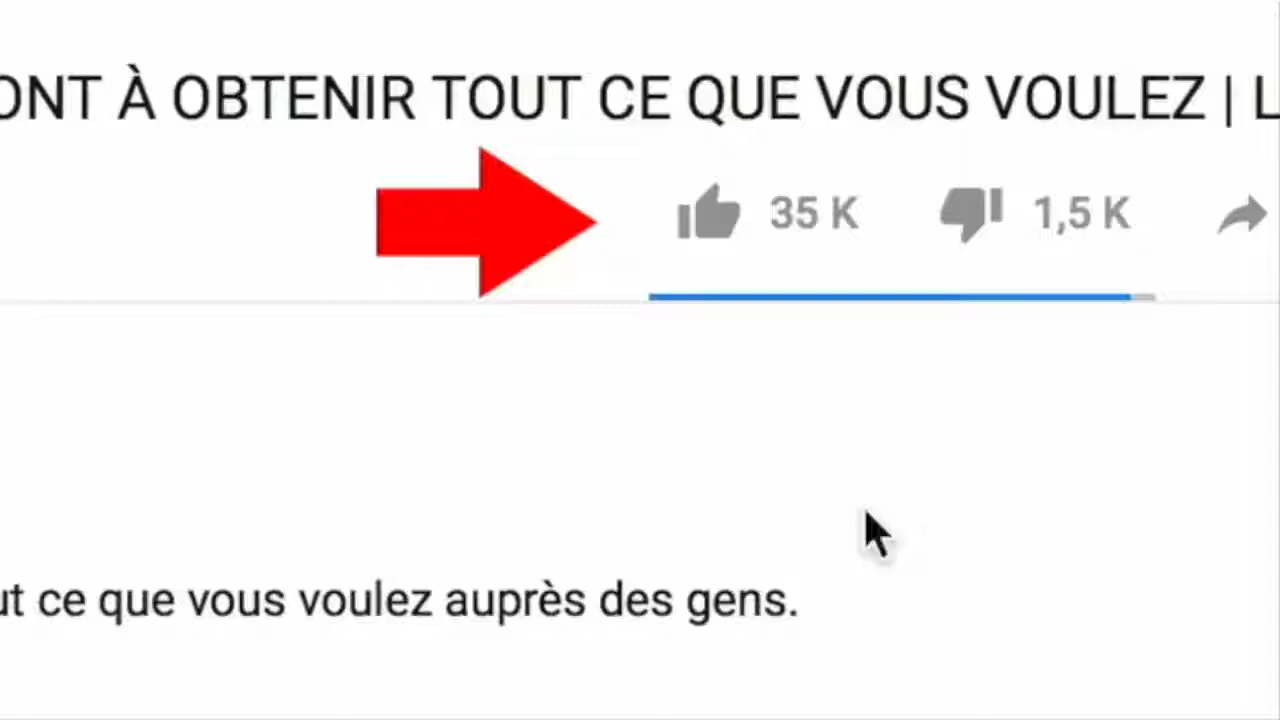 ONT À OBTENIR TOUT CE QUE VOUS VOULEZ | L
35 K 1,5 K
ut ce que vous voulez auprès des gens.